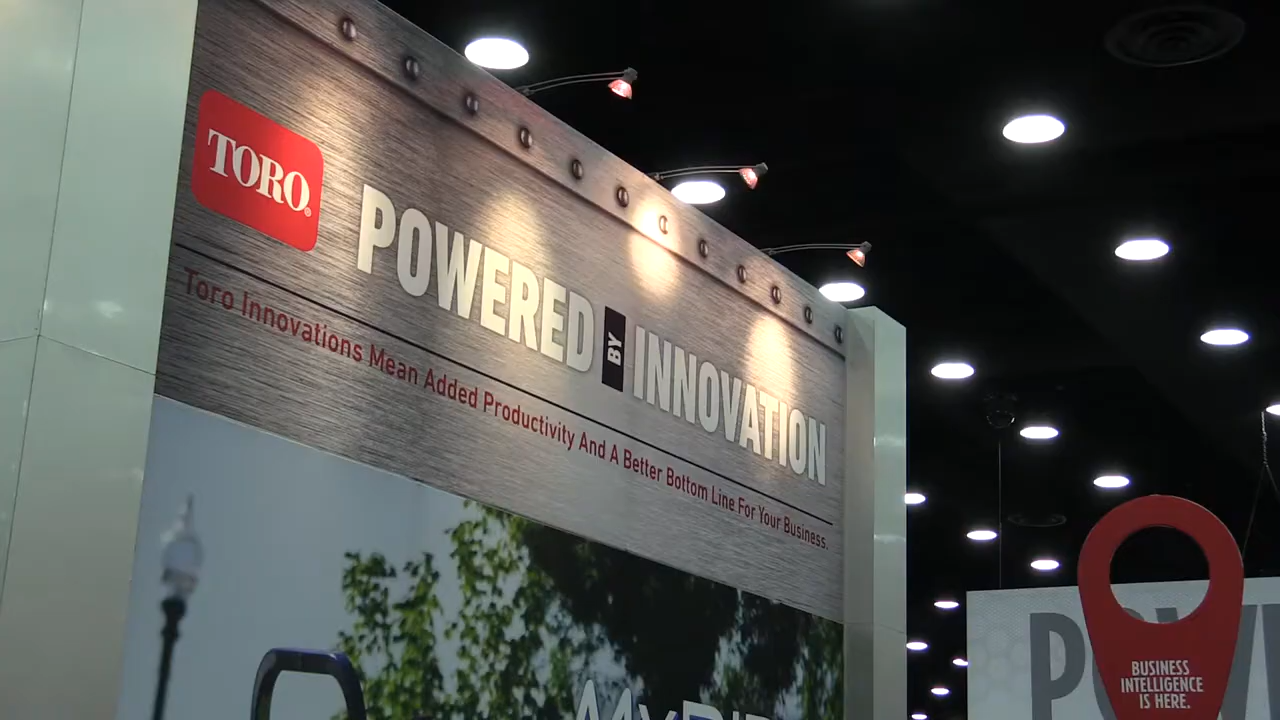 TORO
POWERED BY INNOVATION
Toro Innovations Mean Added Productivity And A Better Bottom Line For Your Business.
BUSINESS
INTELLIGENCE
IS HERE.